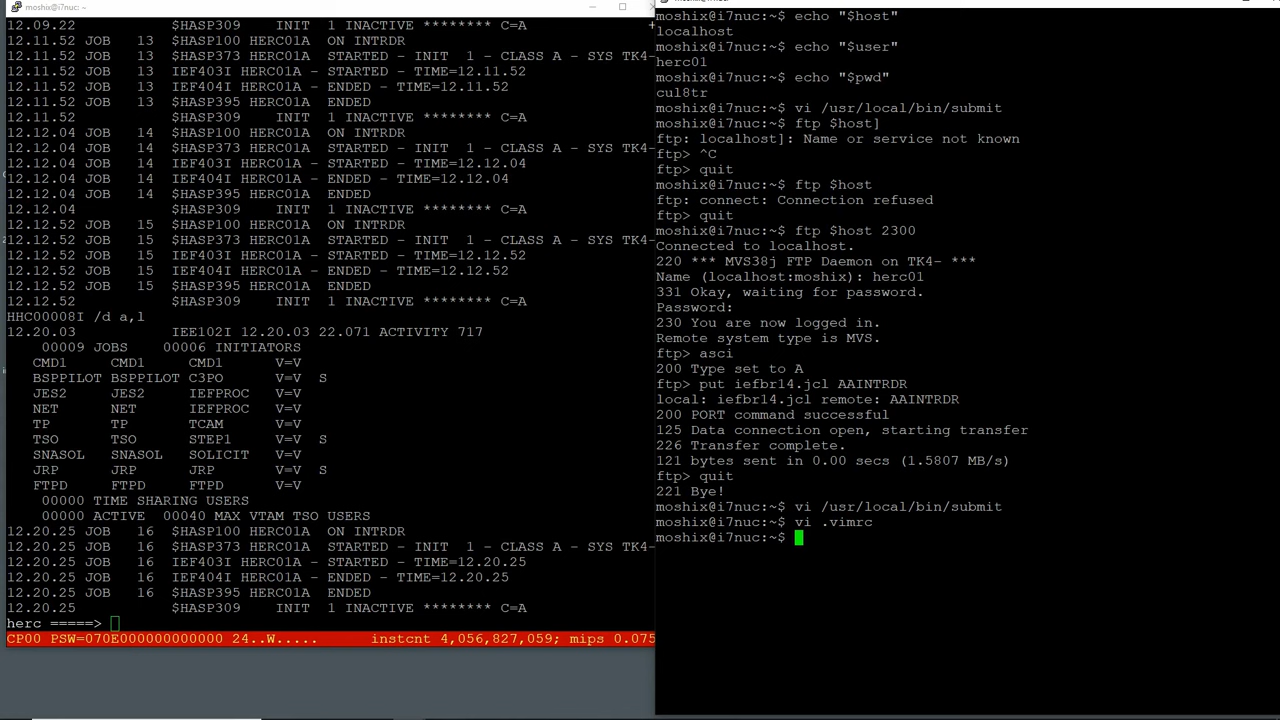 moshix@i7nuc: ~
12.09.22           $HASP309    INIT  1 INACTIVE ******** C=A
12.11.52 JOB   13  $HASP100 HERC01A  ON INTRDR
12.11.52 JOB   13  $HASP373 HERC01A  STARTED - INIT  1 - CLASS A - SYS TK4-
12.11.52 JOB   13  IEF403I HERC01A - STARTED - TIME=12.11.52
12.11.52 JOB   13  IEF404I HERC01A - ENDED - TIME=12.11.52
12.11.52 JOB   13  $HASP395 HERC01A  ENDED
12.11.52           $HASP309    INIT  1 INACTIVE ******** C=A
12.12.04 JOB   14  $HASP100 HERC01A  ON INTRDR
12.12.04 JOB   14  $HASP373 HERC01A  STARTED - INIT  1 - CLASS A - SYS TK4-
12.12.04 JOB   14  IEF403I HERC01A - STARTED - TIME=12.12.04
12.12.04 JOB   14  IEF404I HERC01A - ENDED - TIME=12.12.04
12.12.04 JOB   14  $HASP395 HERC01A  ENDED
12.12.04           $HASP309    INIT  1 INACTIVE ******** C=A
12.12.52 JOB   15  $HASP100 HERC01A  ON INTRDR
12.12.52 JOB   15  $HASP373 HERC01A  STARTED - INIT  1 - CLASS A - SYS TK4-
12.12.52 JOB   15  IEF403I HERC01A - STARTED - TIME=12.12.52
12.12.52 JOB   15  IEF404I HERC01A - ENDED - TIME=12.12.52
12.12.52 JOB   15  $HASP395 HERC01A  ENDED
12.12.52           $HASP309    INIT  1 INACTIVE ******** C=A
HHC00008I /d a,l
12.20.03           IEE102I 12.20.03 22.071 ACTIVITY 717
00009 JOBS    00006 INITIATORS
CMD1     CMD1     CMD1     V=V
BSPPILOT BSPPILOT C3PO     V=V  S
JES2     JES2     IEFPROC  V=V
NET      NET      IEFPROC  V=V
TP       TP       TCAM     V=V
TSO      TSO      STEP1    V=V  S
SNASOL   SNASOL   SOLICIT  V=V
JRP      JRP      JRP      V=V  S
FTPD     FTPD     FTPD     V=V
00000 TIME SHARING USERS
00000 ACTIVE  00040 MAX VTAM TSO USERS
12.20.25 JOB   16  $HASP100 HERC01A  ON INTRDR
12.20.25 JOB   16  $HASP373 HERC01A  STARTED - INIT  1 - CLASS A - SYS TK4-
12.20.25 JOB   16  IEF403I HERC01A - STARTED - TIME=12.20.25
12.20.25 JOB   16  IEF404I HERC01A - ENDED - TIME=12.20.25
12.20.25 JOB   16  $HASP395 HERC01A  ENDED
12.20.25           $HASP309    INIT  1 INACTIVE ******** C=A
herc =====>
CP00 PSW=070E000000000000 24..W.....      instcnt 4,056,827,059; mips 0.075
moshix@i7nuc:~$ echo "$host"
localhost
moshix@i7nuc:~$ echo "$user"
herc01
moshix@i7nuc:~$ echo "$pwd"
cul8tr
moshix@i7nuc:~$ vi /usr/local/bin/submit
moshix@i7nuc:~$ ftp $host]
ftp: localhost]: Name or service not known
ftp> ^C
ftp> quit
moshix@i7nuc:~$ ftp $host
ftp: connect: Connection refused
ftp> quit
moshix@i7nuc:~$ ftp $host 2300
Connected to localhost.
220 *** MVS38j FTP Daemon on TK4- ***
Name (localhost:moshix): herc01
331 Okay, waiting for password.
Password:
230 You are now logged in.
Remote system type is MVS.
ftp> asci
200 Type set to A
ftp> put iefbr14.jcl AAINTRDR
local: iefbr14.jcl remote: AAINTRDR
200 PORT command successful
125 Data connection open, starting transfer
226 Transfer complete.
121 bytes sent in 0.00 secs (1.5807 MB/s)
ftp> quit
221 Bye!
moshix@i7nuc:~$ vi /usr/local/bin/submit
moshix@i7nuc:~$ vi .vimrc
moshix@i7nuc:~$